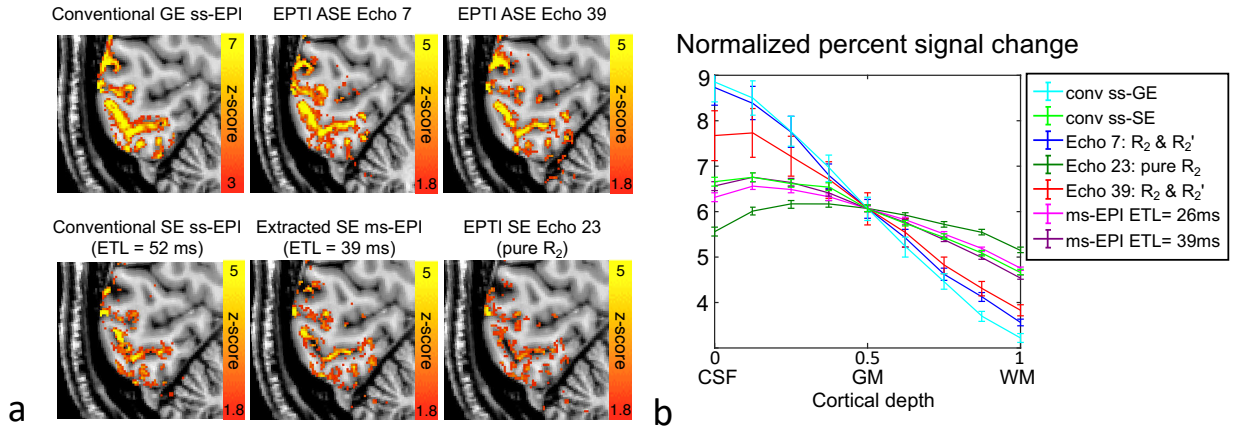 Conventional GE ss-EPI
EPTI ASE Echo 7
EPTI ASE Echo 39
7
z-score
3
5
z-score
1.8
5
z-score
1.8
Conventional SE ss-EPI
(ETL = 52 ms)
Extracted SE ms-EPI
(ETL = 39 ms)
EPTI SE Echo 23
(pure R₂)
5
z-score
1.8
5
z-score
1.8
5
z-score
1.8
a
Normalized percent signal change
9
8
7
6
5
4
0
0.5
1
CSF
GM
WM
Cortical depth
conv ss-GE
conv ss-SE
Echo 7: R₂ & R₂'
Echo 23: pure R₂
Echo 39: R₂ & R₂'
ms-EPI ETL= 26ms
ms-EPI ETL= 39ms
b